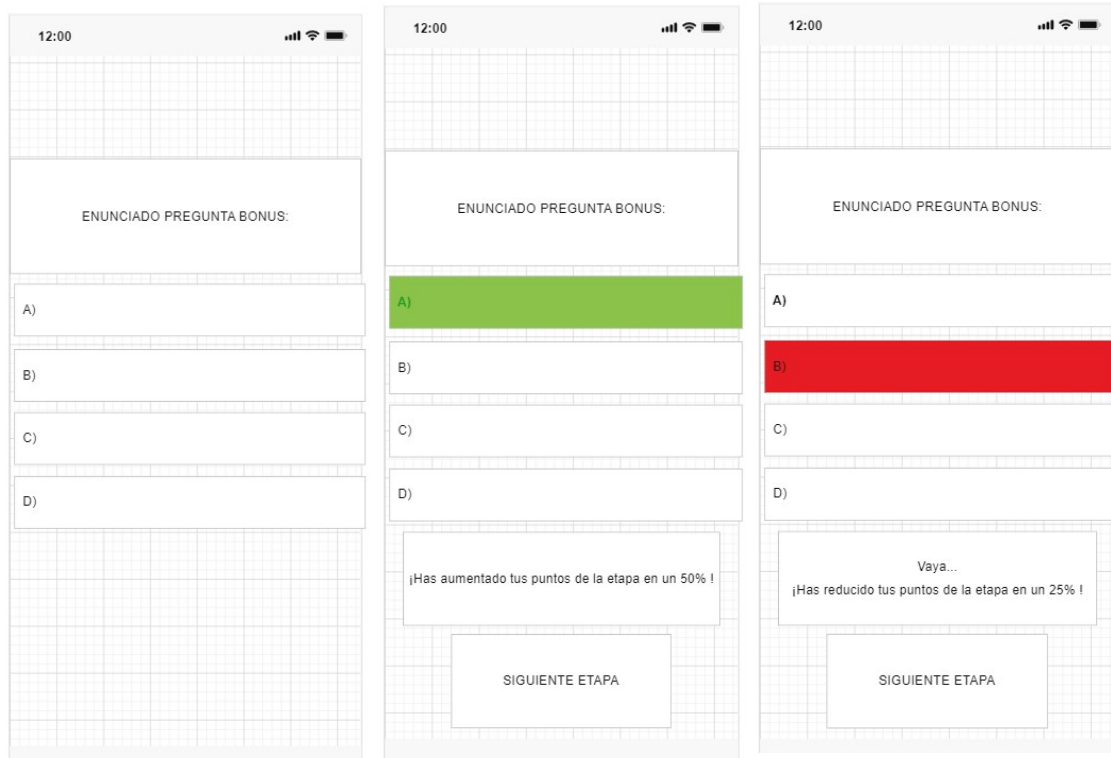 12:00
ENUNCIADO PREGUNTA BONUS:
A)
B)
C)
D)
12:00
ENUNCIADO PREGUNTA BONUS:
A)
B)
C)
D)
¡Has aumentado tus puntos de la etapa en un 50% !
SIGUIENTE ETAPA
12:00
ENUNCIADO PREGUNTA BONUS:
A)
B)
C)
D)
Vaya...
¡Has reducido tus puntos de la etapa en un 25% !
SIGUIENTE ETAPA